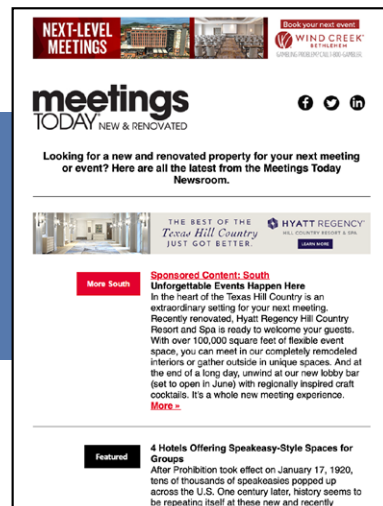 NEXT-LEVEL
MEETINGS
Book your next event
WIND CREEK
BETHLEHEM
GAMBLING PROBLEM? CALL 1-800-GAMBLER.
meetings
TODAY NEW & RENOVATED
Looking for a new and renovated property for your next meeting
or event? Here are all the latest from the Meetings Today
Newsroom.
THE BEST OF THE
Texas Hill Country
JUST GOT BETTER.
HYATT REGENCY
HILL COUNTRY RESORT & SPA
LEARN MORE
More South
Sponsored Content: South
Unforgettable Events Happen Here
In the heart of the Texas Hill Country is an
extraordinary setting for your next meeting.
Recently renovated, Hyatt Regency Hill Country
Resort and Spa is ready to welcome your guests.
With over 100,000 square feet of flexible event
space, you can meet in our completely remodeled
interiors or gather outside in unique spaces. And at
the end of a long day, unwind at our new lobby bar
(set to open in June) with regionally inspired craft
cocktails. It's a whole new meeting experience.
More »
Featured
4 Hotels Offering Speakeasy-Style Spaces for
Groups
After Prohibition took effect on January 17, 1920,
tens of thousands of speakeasies popped up
across the U.S. One century later, history seems to
be repeating itself at these new and recently